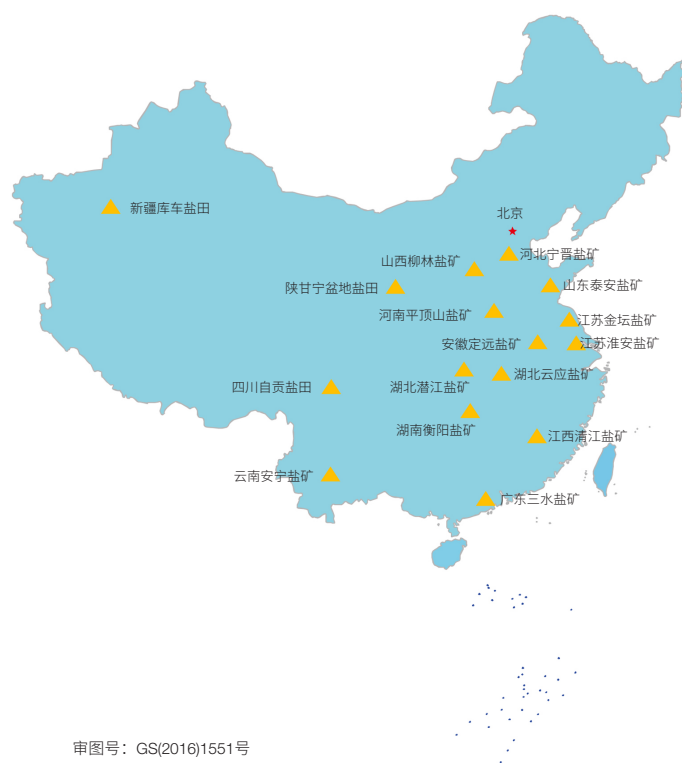 新疆库车盐田
北京
河北宁晋盐矿
山西柳林盐矿
陕甘宁盆地盐田
山东泰安盐矿
河南平顶山盐矿
江苏金坛盐矿
安徽定远盐矿
江苏淮安盐矿
四川自贡盐田
湖北潜江盐矿
湖北云应盐矿
湖南衡阳盐矿
江西清江盐矿
云南安宁盐矿
广东三水盐矿
审图号：GS(2016)1551号